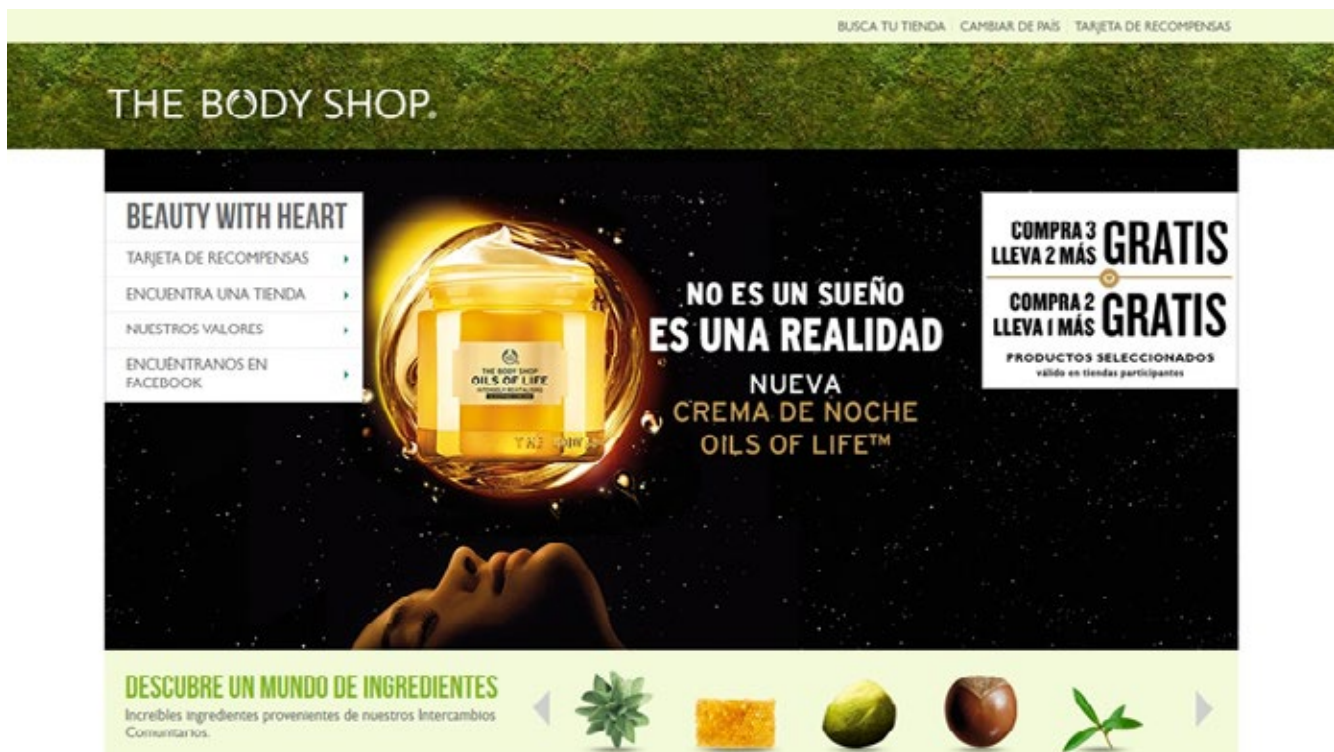 BUSCA TU TIENDA CAMBIAR DE PAÍS TARJETA DE RECOMPENSAS
THE BODY SHOP®
BEAUTY WITH HEART
TARJETA DE RECOMPENSAS
ENCUENTRA UNA TIENDA
NUESTROS VALORES
ENCUÉNTRANOS EN
FACEBOOK
THE BODY SHOP
OILS OF LIFE
INTENSELY REVITALISING
THE BODY S
NO ES UN SUEÑO
ES UNA REALIDAD
NUEVA
CREMA DE NOCHE
OILS OF LIFE™
COMPRA 3
LLEVA 2 MÁS GRATIS
COMPRA 2
LLEVA 1 MÁS GRATIS
PRODUCTOS SELECCIONADOS
válido en tiendas participantes
DESCUBRE UN MUNDO DE INGREDIENTES
Increíbles ingredientes provenientes de nuestros Intercambios
Comunitarios.